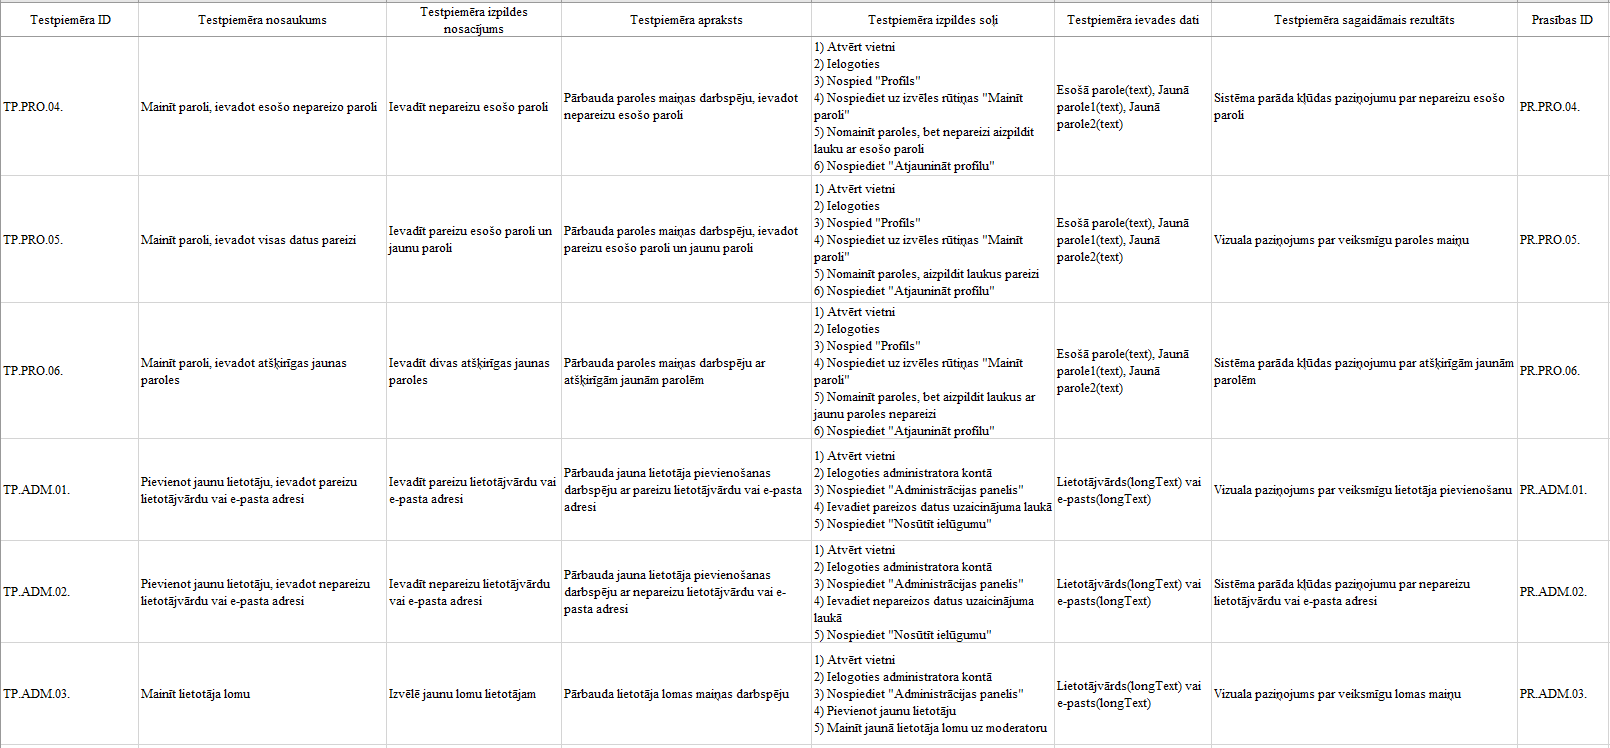 Testpiemēra ID
Testpiemēra nosaukums
Testpiemēra izpildes
nosacījums
Testpiemēra apraksts
Testpiemēra izpildes soļi
Testpiemēra ievades dati
Testpiemēra sagaidāmais rezultāts
Prasības ID
TP.PRO.04.
Mainīt paroli, ievadot esošo nepareizo paroli
Ievadīt nepareizu esošo paroli
Pārbauda paroles maiņas darbspēju, ievadot
nepareizu esošo paroli
1) Atvērt vietni
2) Ielogoties
3) Nospied "Profils"
4) Nospiediet uz izvēles rūtiņas "Mainīt
paroli"
5) Nomainīt paroles, bet nepareizi aizpildit
lauku ar esošo paroli
6) Nospiediet "Atjaunināt profilu"
Esošā parole(text), Jaunā
parole1(text), Jaunā
parole2(text)
Sistēma parāda kļūdas paziņojumu par nepareizu esošo
paroli
PR.PRO.04.
TP.PRO.05.
Mainīt paroli, ievadot visas datus pareizi
Ievadīt pareizu esošo paroli un
jaunu paroli
Pārbauda paroles maiņas darbspēju, ievadot
pareizu esošo paroli un jaunu paroli
1) Atvērt vietni
2) Ielogoties
3) Nospied "Profils"
4) Nospiediet uz izvēles rūtiņas "Mainīt
paroli"
5) Nomainīt paroles, aizpildit laukus pareizi
6) Nospiediet "Atjaunināt profilu"
Esošā parole(text), Jaunā
parole1(text), Jaunā
parole2(text)
Vizuala paziņojums par veiksmīgu paroles maiņu
PR.PRO.05.
TP.PRO.06.
Mainīt paroli, ievadot atšķirīgas jaunas
paroles
Ievadīt divas atšķirīgas jaunas
paroles
Pārbauda paroles maiņas darbspēju ar
atšķirīgām jaunām parolēm
1) Atvērt vietni
2) Ielogoties
3) Nospied "Profils"
4) Nospiediet uz izvēles rūtiņas "Mainīt
paroli"
5) Nomainīt paroles, bet aizpildit laukus ar
jaunu paroles nepareizi
6) Nospiediet "Atjaunināt profilu"
Esošā parole(text), Jaunā
parole1(text), Jaunā
parole2(text)
Sistēma parāda kļūdas paziņojumu par atšķirīgām jaunām
parolēm
PR.PRO.06.
TP.ADM.01.
Pievienot jaunu lietotāju, ievadot pareizu
lietotājvārdu vai e-pasta adresi
Ievadīt pareizu lietotājvārdu vai
e-pasta adresi
Pārbauda jauna lietotāja pievienošanas
darbspēju ar pareizu lietotājvārdu vai e-pasta
adresi
1) Atvērt vietni
2) Ielogoties administratora kontā
3) Nospiediet "Administrācijas panelis"
4) Ievadiet pareizos datus uzaicinājuma laukā
5) Nospiediet "Nosūtīt ielūgumu"
Lietotājvārds(longText) vai
e-pasts(longText)
Vizuala paziņojums par veiksmīgu lietotāja pievienošanu
PR.ADM.01.
TP.ADM.02.
Pievienot jaunu lietotāju, ievadot nepareizu
lietotājvārdu vai e-pasta adresi
Ievadīt nepareizu lietotājvārdu
vai e-pasta adresi
Pārbauda jauna lietotāja pievienošanas
darbspēju ar nepareizu lietotājvārdu vai e-
pasta adresi
1) Atvērt vietni
2) Ielogoties administratora kontā
3) Nospiediet "Administrācijas panelis"
4) Ievadiet nepareizos datus uzaicinājuma
laukā
5) Nospiediet "Nosūtīt ielūgumu"
Lietotājvārds(longText) vai
e-pasts(longText)
Sistēma parāda kļūdas paziņojumu par nepareizu
lietotājvārdu vai e-pasta adresi
PR.ADM.02.
TP.ADM.03.
Mainīt lietotāja lomu
Izvēlē jaunu lomu lietotājam
Pārbauda lietotāja lomas maiņas darbspēju
1) Atvērt vietni
2) Ielogoties administratora kontā
3) Nospiediet "Administrācijas panelis"
4) Pievienot jaunu lietotāju
5) Mainīt jaunā lietotāja lomu uz moderatoru
Lietotājvārds(longText) vai
e-pasts(longText)
Vizuala paziņojums par veiksmīgu lomas maiņu
PR.ADM.03.